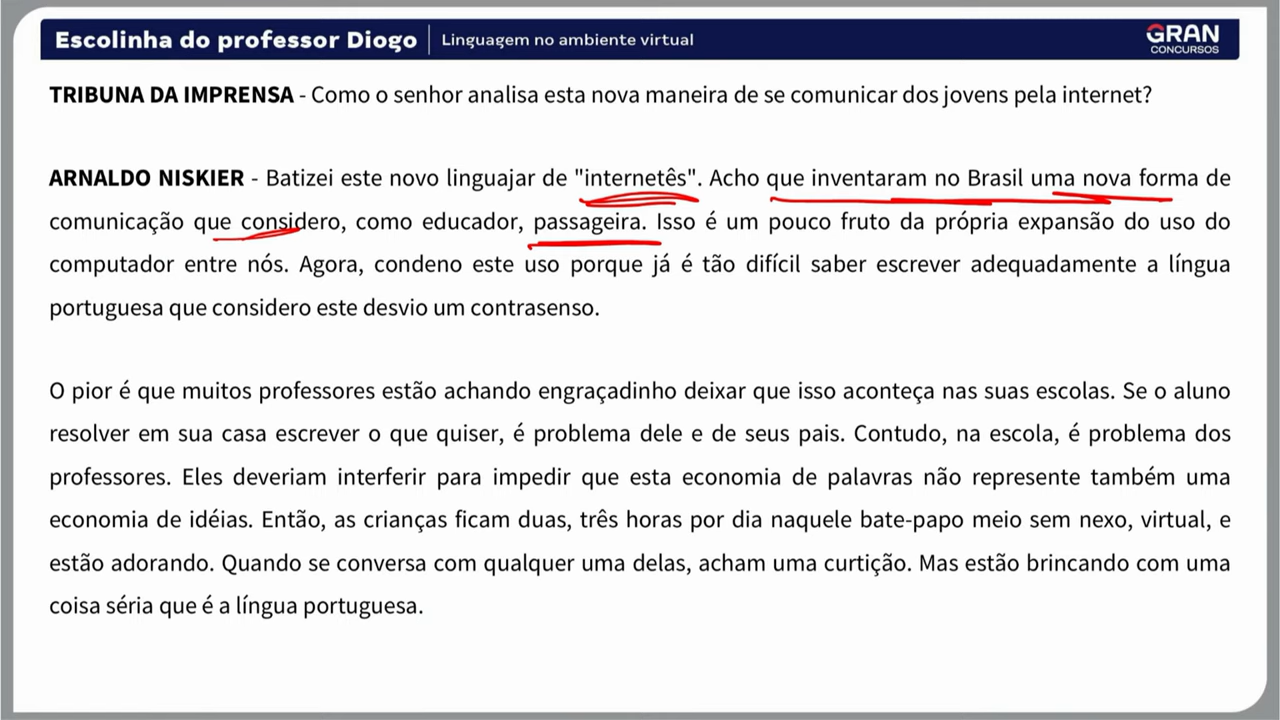 Escolinha do professor Diogo | Linguagem no ambiente virtual
GRAN
CONCURSOS
TRIBUNA DA IMPRENSA - Como o senhor analisa esta nova maneira de se comunicar dos jovens pela internet?
ARNALDO NISKIER - Batizei este novo linguajar de "internetês". Acho que inventaram no Brasil uma nova forma de
comunicação que considero, como educador, passageira. Isso é um pouco fruto da própria expansão do uso do
computador entre nós. Agora, condeno este uso porque já é tão difícil saber escrever adequadamente a língua
portuguesa que considero este desvio um contrasenso.
O pior é que muitos professores estão achando engraçadinho deixar que isso aconteça nas suas escolas. Se o aluno
resolver em sua casa escrever o que quiser, é problema dele e de seus pais. Contudo, na escola, é problema dos
professores. Eles deveriam interferir para impedir que esta economia de palavras não represente também uma
economia de idéias. Então, as crianças ficam duas, três horas por dia naquele bate-papo meio sem nexo, virtual, e
estão adorando. Quando se conversa com qualquer uma delas, acham uma curtição. Mas estão brincando com uma
coisa séria que é a língua portuguesa.